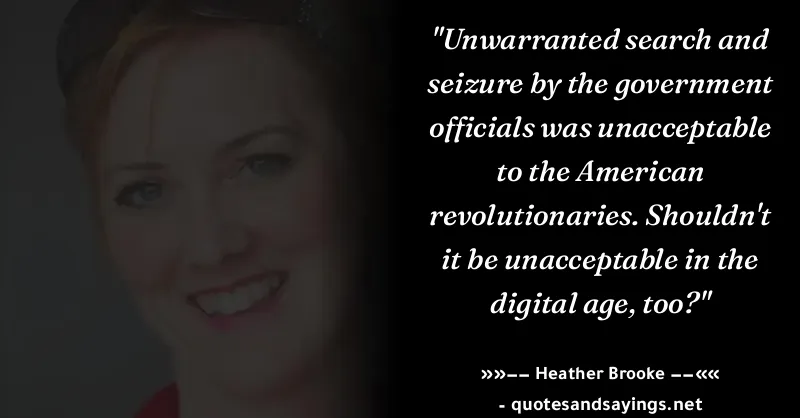 "Unwarranted search and
seizure by the government
officials was unacceptable
to the American
revolutionaries. Shouldn't
it be unacceptable in the
digital age, too?"
»»–– Heather Brooke ––««
- quotesandsayings.net